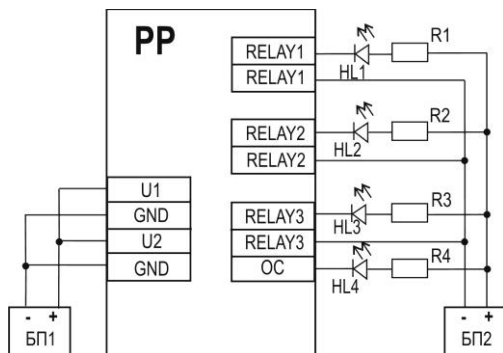 PP
RELAY1
R1
HL1
RELAY1
RELAY2
R2
HL2
RELAY2
U1
GND
RELAY3
R3
HL3
U2
RELAY3
GND
OC
R4
HL4
- +
БП1
- +
БП2